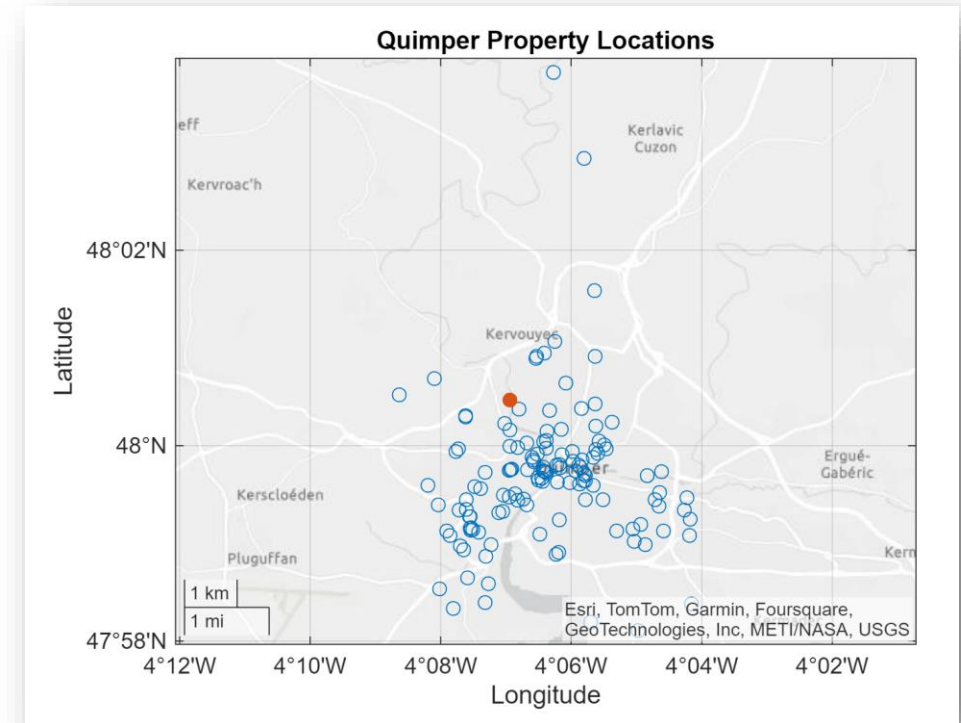 Quimper Property Locations
eff
Kerlavic
Cuzon
Kervroac'h
48°02'N
Kervouyec
Latitude
48°N
Ergué-
Gabéric
Kerscloéden
Pluguffan
Kern
1 km
1 mi
Esri, TomTom, Garmin, Foursquare,
GeoTechnologies, Inc, METI/NASA, USGS
47°58'N
4°12'W 4°10'W 4°08'W 4°06'W 4°04'W 4°02'W
Longitude